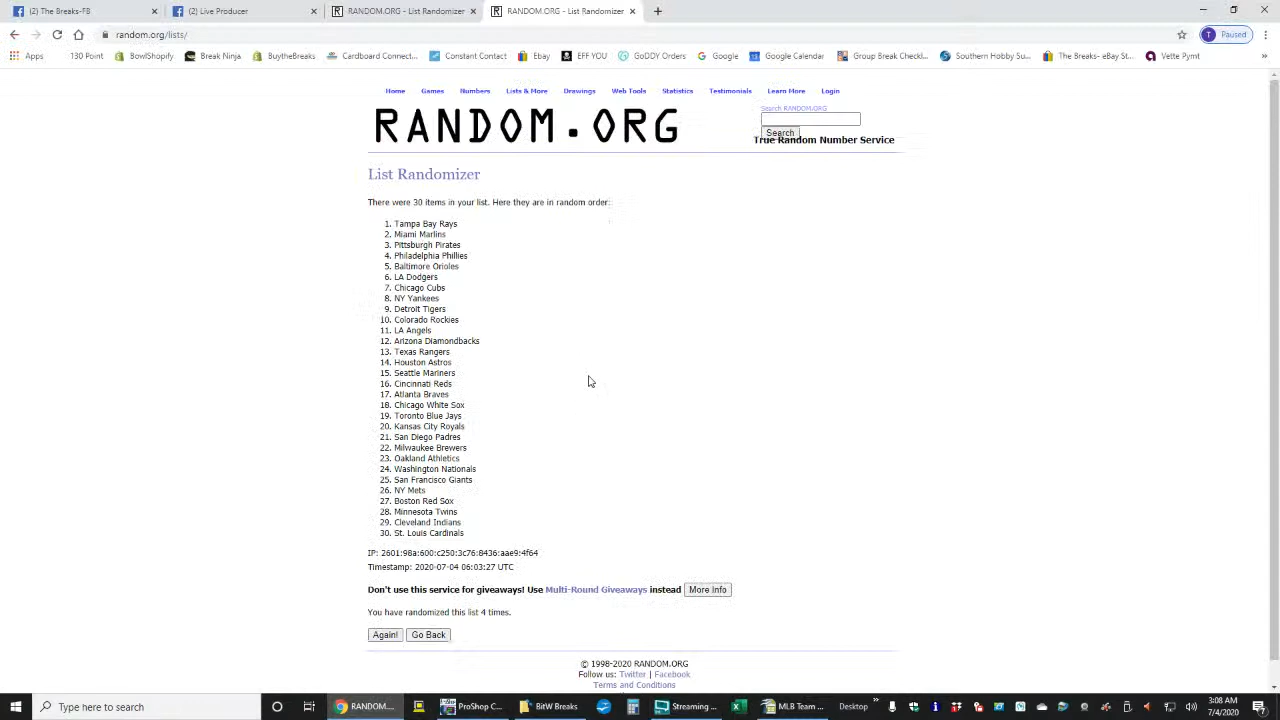 (2) The Breaks-FB
(2) Live Producer
RANDOM.ORG - List Randomizer
RANDOM.ORG - List Randomizer
random.org/lists/
T Paused
Apps
130 Point
BowlShopify
Break Ninja
BuytheBreaks
Cardboard Connect...
Constant Contact
Ebay
EFF YOU
GoDTY Orders
Google
Google Calendar
Group Break Checkli...
Southern Hobby Su...
The Breaks- eBay St...
Vette Pymt
Home Games Numbers Lists & More Drawings Web Tools Statistics Testimonials Learn More Login
RANDOM.ORG
Search RANDOM.ORG
Search
True Random Number Service
List Randomizer
There were 30 items in your list. Here they are in random order:
1. Tampa Bay Rays
2. Miami Marlins
3. Pittsburgh Pirates
4. Philadelphia Phillies
5. Baltimore Orioles
6. LA Dodgers
7. Chicago Cubs
8. NY Yankees
9. Detroit Tigers
10. Colorado Rockies
11. LA Angels
12. Arizona Diamondbacks
13. Texas Rangers
14. Houston Astros
15. Seattle Mariners
16. Cincinnati Reds
17. Atlanta Braves
18. Chicago White Sox
19. Toronto Blue Jays
20. Kansas City Royals
21. San Diego Padres
22. Milwaukee Brewers
23. Oakland Athletics
24. Washington Nationals
25. San Francisco Giants
26. NY Mets
27. Boston Red Sox
28. Minnesota Twins
29. Cleveland Indians
30. St. Louis Cardinals
IP: 2601:98a:600:c250:3c76:8436:aae9:4f64
Timestamp: 2020-07-04 06:03:27 UTC
Don't use this service for giveaways! Use Multi-Round Giveaways instead More Info
You have randomized this list 4 times.
Again! Go Back
© 1998-2020 RANDOM.ORG
Follow us: Twitter | Facebook
Terms and Conditions
Type here to search
RANDOM....
ProShop C...
BitW Breaks
Streaming ...
MLB Team ...
Desktop
3:08 AM
7/4/2020